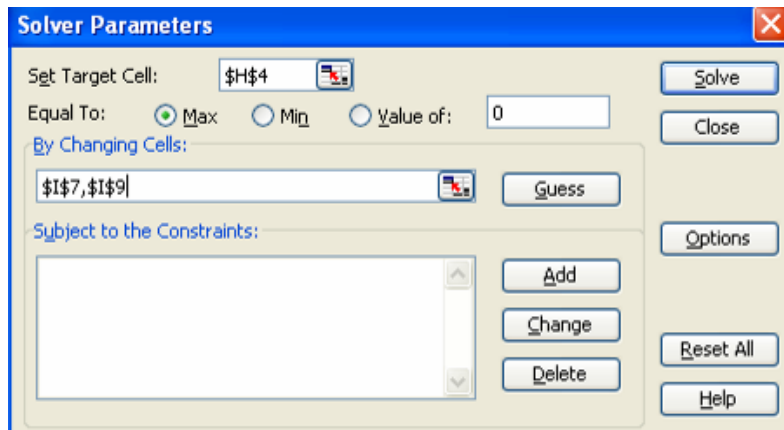 Solver Parameters
Set Target Cell: $H$4 Solve
Equal To: Max Min Value of: 0 Close
By Changing Cells:
$I$7,$I$9 Guess
Subject to the Constraints: Options
Add
Change
Reset All
Delete
Help